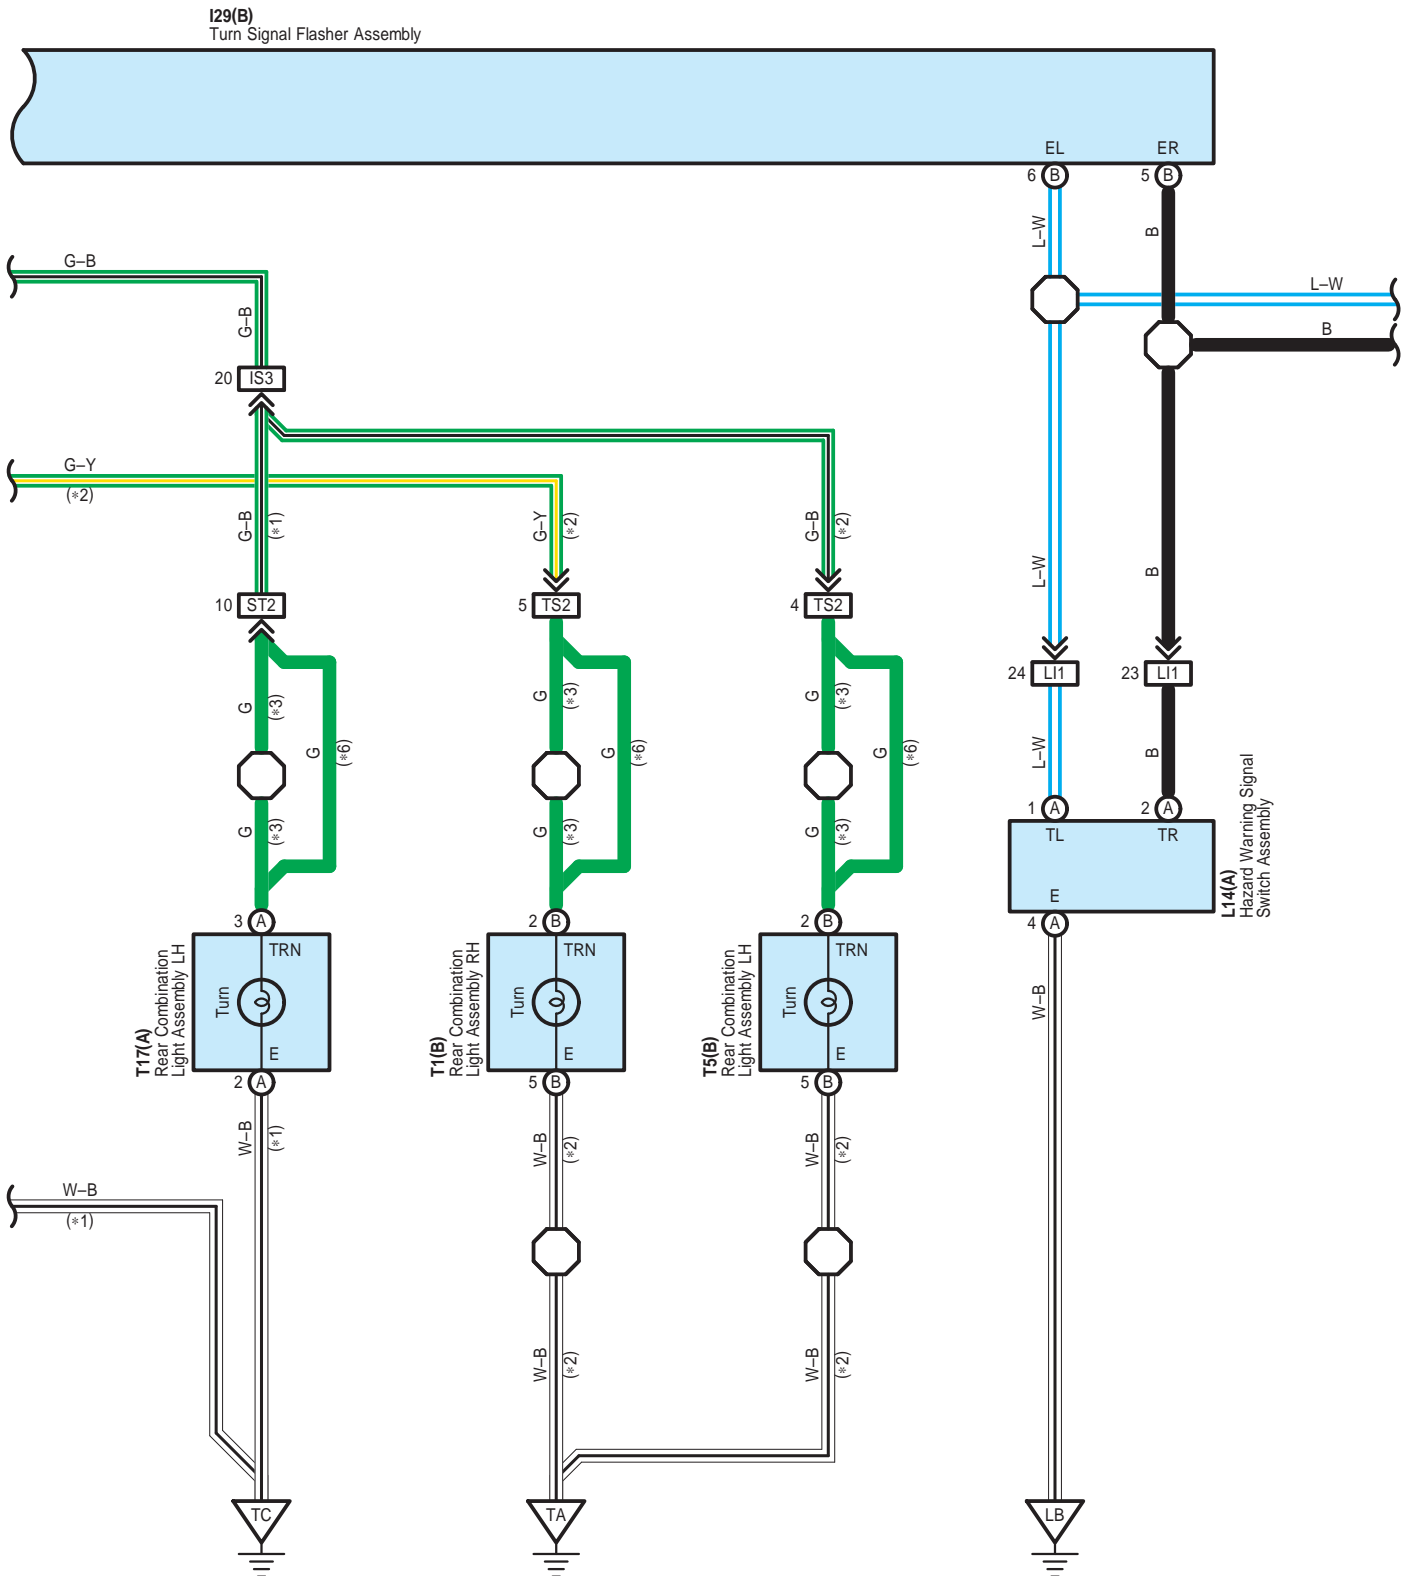 I29(B)
Turn Signal Flasher Assembly
EL
ER
6 B
5 B
L–W
B
G–B
L–W
B
G–B
20 IS3
G–Y
(*2)
G–B
(*1)
G–Y
(*2)
G–B
(*2)
L–W
B
10 ST2
5 TS2
4 TS2
24 LI1
23 LI1
G
(*3)
G
(*6)
G
(*3)
G
(*6)
G
(*3)
G
(*6)
L–W
B
G
(*3)
G
(*3)
G
(*3)
1 A
2 A
TL
TR
E
4 A
L14(A)
Hazard Warning Signal
Switch Assembly
3 A
2 B
2 B
TRN
Turn
E
T17(A)
Rear Combination
Light Assembly LH
TRN
Turn
E
T1(B)
Rear Combination
Light Assembly RH
TRN
Turn
E
T5(B)
Rear Combination
Light Assembly LH
W–B
2 A
5 B
5 B
W–B
(*1)
W–B
(*2)
W–B
(*2)
W–B
(*1)
W–B
(*2)
W–B
(*2)
TC
TA
LB